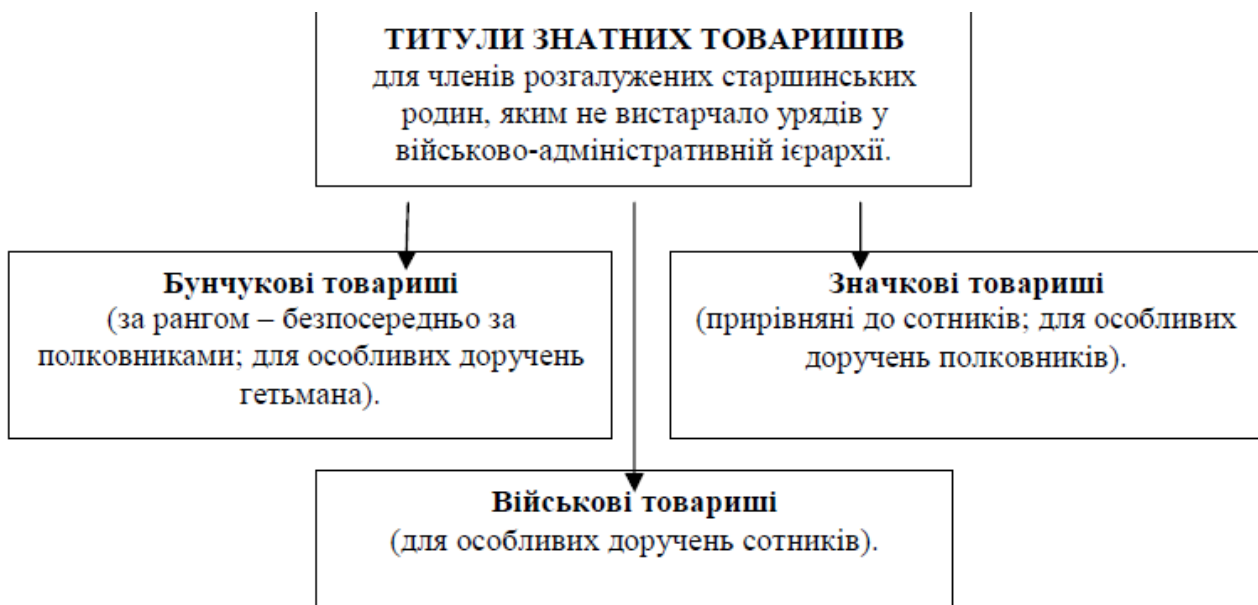 ТИТУЛИ ЗНАТНИХ ТОВАРИШІВ
для членів розгалужених старшинських
родин, яким не вистарчало урядів у
військово-адміністративній ієрархії.
Бунчукові товариші
(за рангом – безпосередньо за
полковниками; для особливих доручень
гетьмана).
Значкові товариші
(прирівняні до сотників; для особливих
доручень полковників).
Військові товариші
(для особливих доручень сотників).